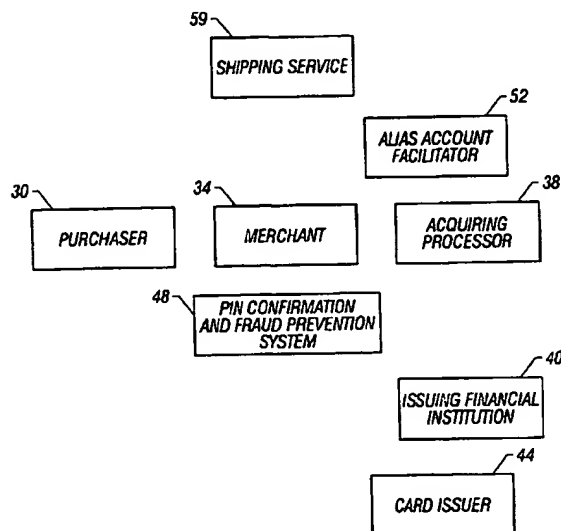 59
SHIPPING SERVICE
52
ALIAS ACCOUNT
FACILITATOR
30
PURCHASER
34
MERCHANT
38
ACQUIRING
PROCESSOR
48
PIN CONFIRMATION
AND FRAUD PREVENTION
SYSTEM
40
ISSUING FINANCIAL
INSTITUTION
44
CARD ISSUER